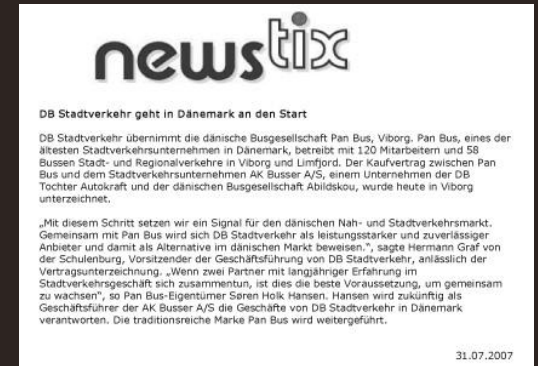 newstix
DB Stadtverkehr geht in Dänemark an den Start
DB Stadtverkehr übernimmt die dänische Busgesellschaft Pan Bus, Viborg. Pan Bus, eines der
ältesten Stadtverkehrsunternehmen in Dänemark, betreibt mit 120 Mitarbeitern und 58
Bussen Stadt- und Regionalverkehre in Viborg und Limfjord. Der Kaufvertrag zwischen Pan
Bus und dem Stadtverkehrsunternehmen AK Busser A/S, einem Unternehmen der DB
Tochter Autokraft und der dänischen Busgesellschaft Abildskou, wurde heute in Viborg
unterzeichnet.
„Mit diesem Schritt setzen wir ein Signal für den dänischen Nah- und Stadtverkehrsmarkt.
Gemeinsam mit Pan Bus wird sich DB Stadtverkehr als leistungsstarker und zuverlässiger
Anbieter und damit als Alternative im dänischen Markt beweisen.“, sagte Hermann Graf von
der Schulenburg, Vorsitzender der Geschäftsführung von DB Stadtverkehr, anlässlich der
Vertragsunterzeichnung. „Wenn zwei Partner mit langjähriger Erfahrung im
Stadtverkehrsgeschäft sich zusammentun, ist dies die beste Voraussetzung, um gemeinsam
zu wachsen“, so Pan Bus-Eigentümer Søren Holk Hansen. Hansen wird zukünftig als
Geschäftsführer der AK Busser A/S die Geschäfte von DB Stadtverkehr in Dänemark
verantworten. Die traditionsreiche Marke Pan Bus wird weitergeführt.
31.07.2007